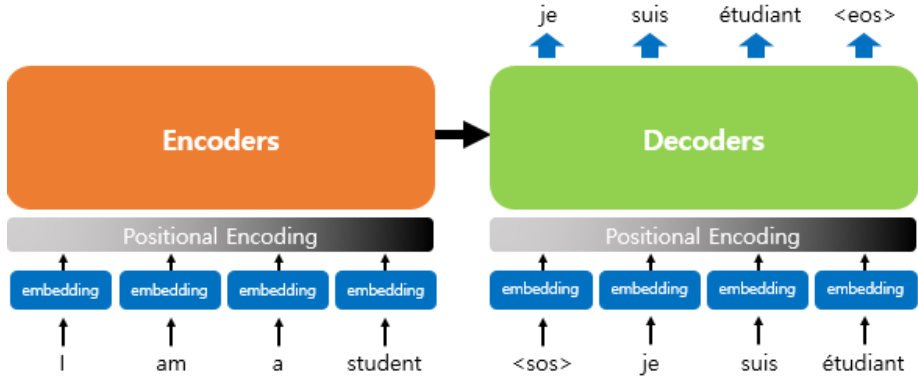 je suis étudiant <eos>
Encoders
Decoders
Positional Encoding
Positional Encoding
embedding embedding embedding embedding
embedding embedding embedding embedding
I am a student
<sos> je suis étudiant